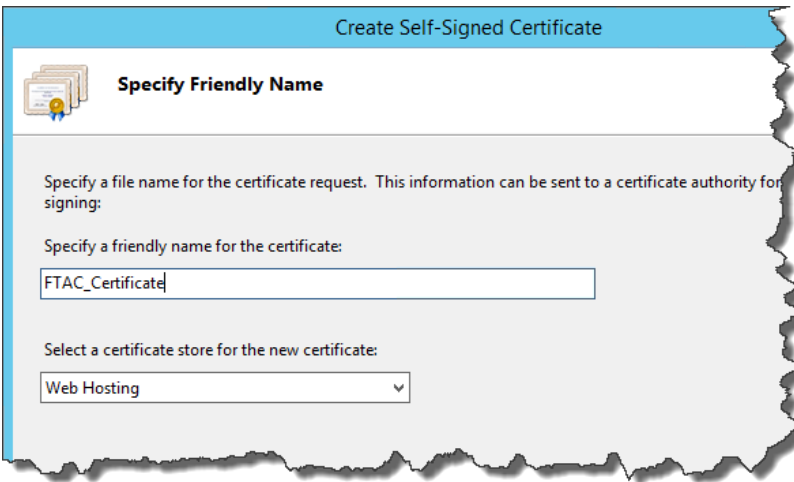 Create Self-Signed Certificate
Specify Friendly Name
Specify a file name for the certificate request.  This information can be sent to a certificate authority for
signing:
Specify a friendly name for the certificate:
FTAC_Certificate
Select a certificate store for the new certificate:
Web Hosting